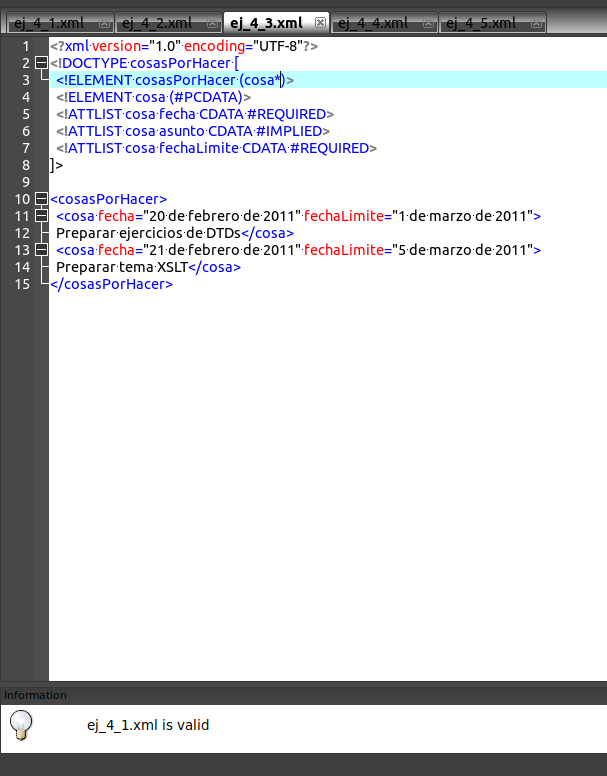 ej_4_1.xml ej_4_2.xml ej_4_3.xml ej_4_4.xml ej_4_5.xml
1 <?xml version="1.0" encoding="UTF-8"?>
2 <!DOCTYPE cosasPorHacer [
3 <!ELEMENT cosasPorHacer (cosa*)>
4 <!ELEMENT cosa (#PCDATA)>
5 <!ATTLIST cosa fecha CDATA #REQUIRED>
6 <!ATTLIST cosa asunto CDATA #IMPLIED>
7 <!ATTLIST cosa fechaLimite CDATA #REQUIRED>
8 ]>
9
10 <cosasPorHacer>
11 <cosa fecha="20 de febrero de 2011" fechaLimite="1 de marzo de 2011">
12 Preparar ejercicios de DTDs</cosa>
13 <cosa fecha="21 de febrero de 2011" fechaLimite="5 de marzo de 2011">
14 Preparar tema XSLT</cosa>
15 </cosasPorHacer>
Information
ej_4_1.xml is valid